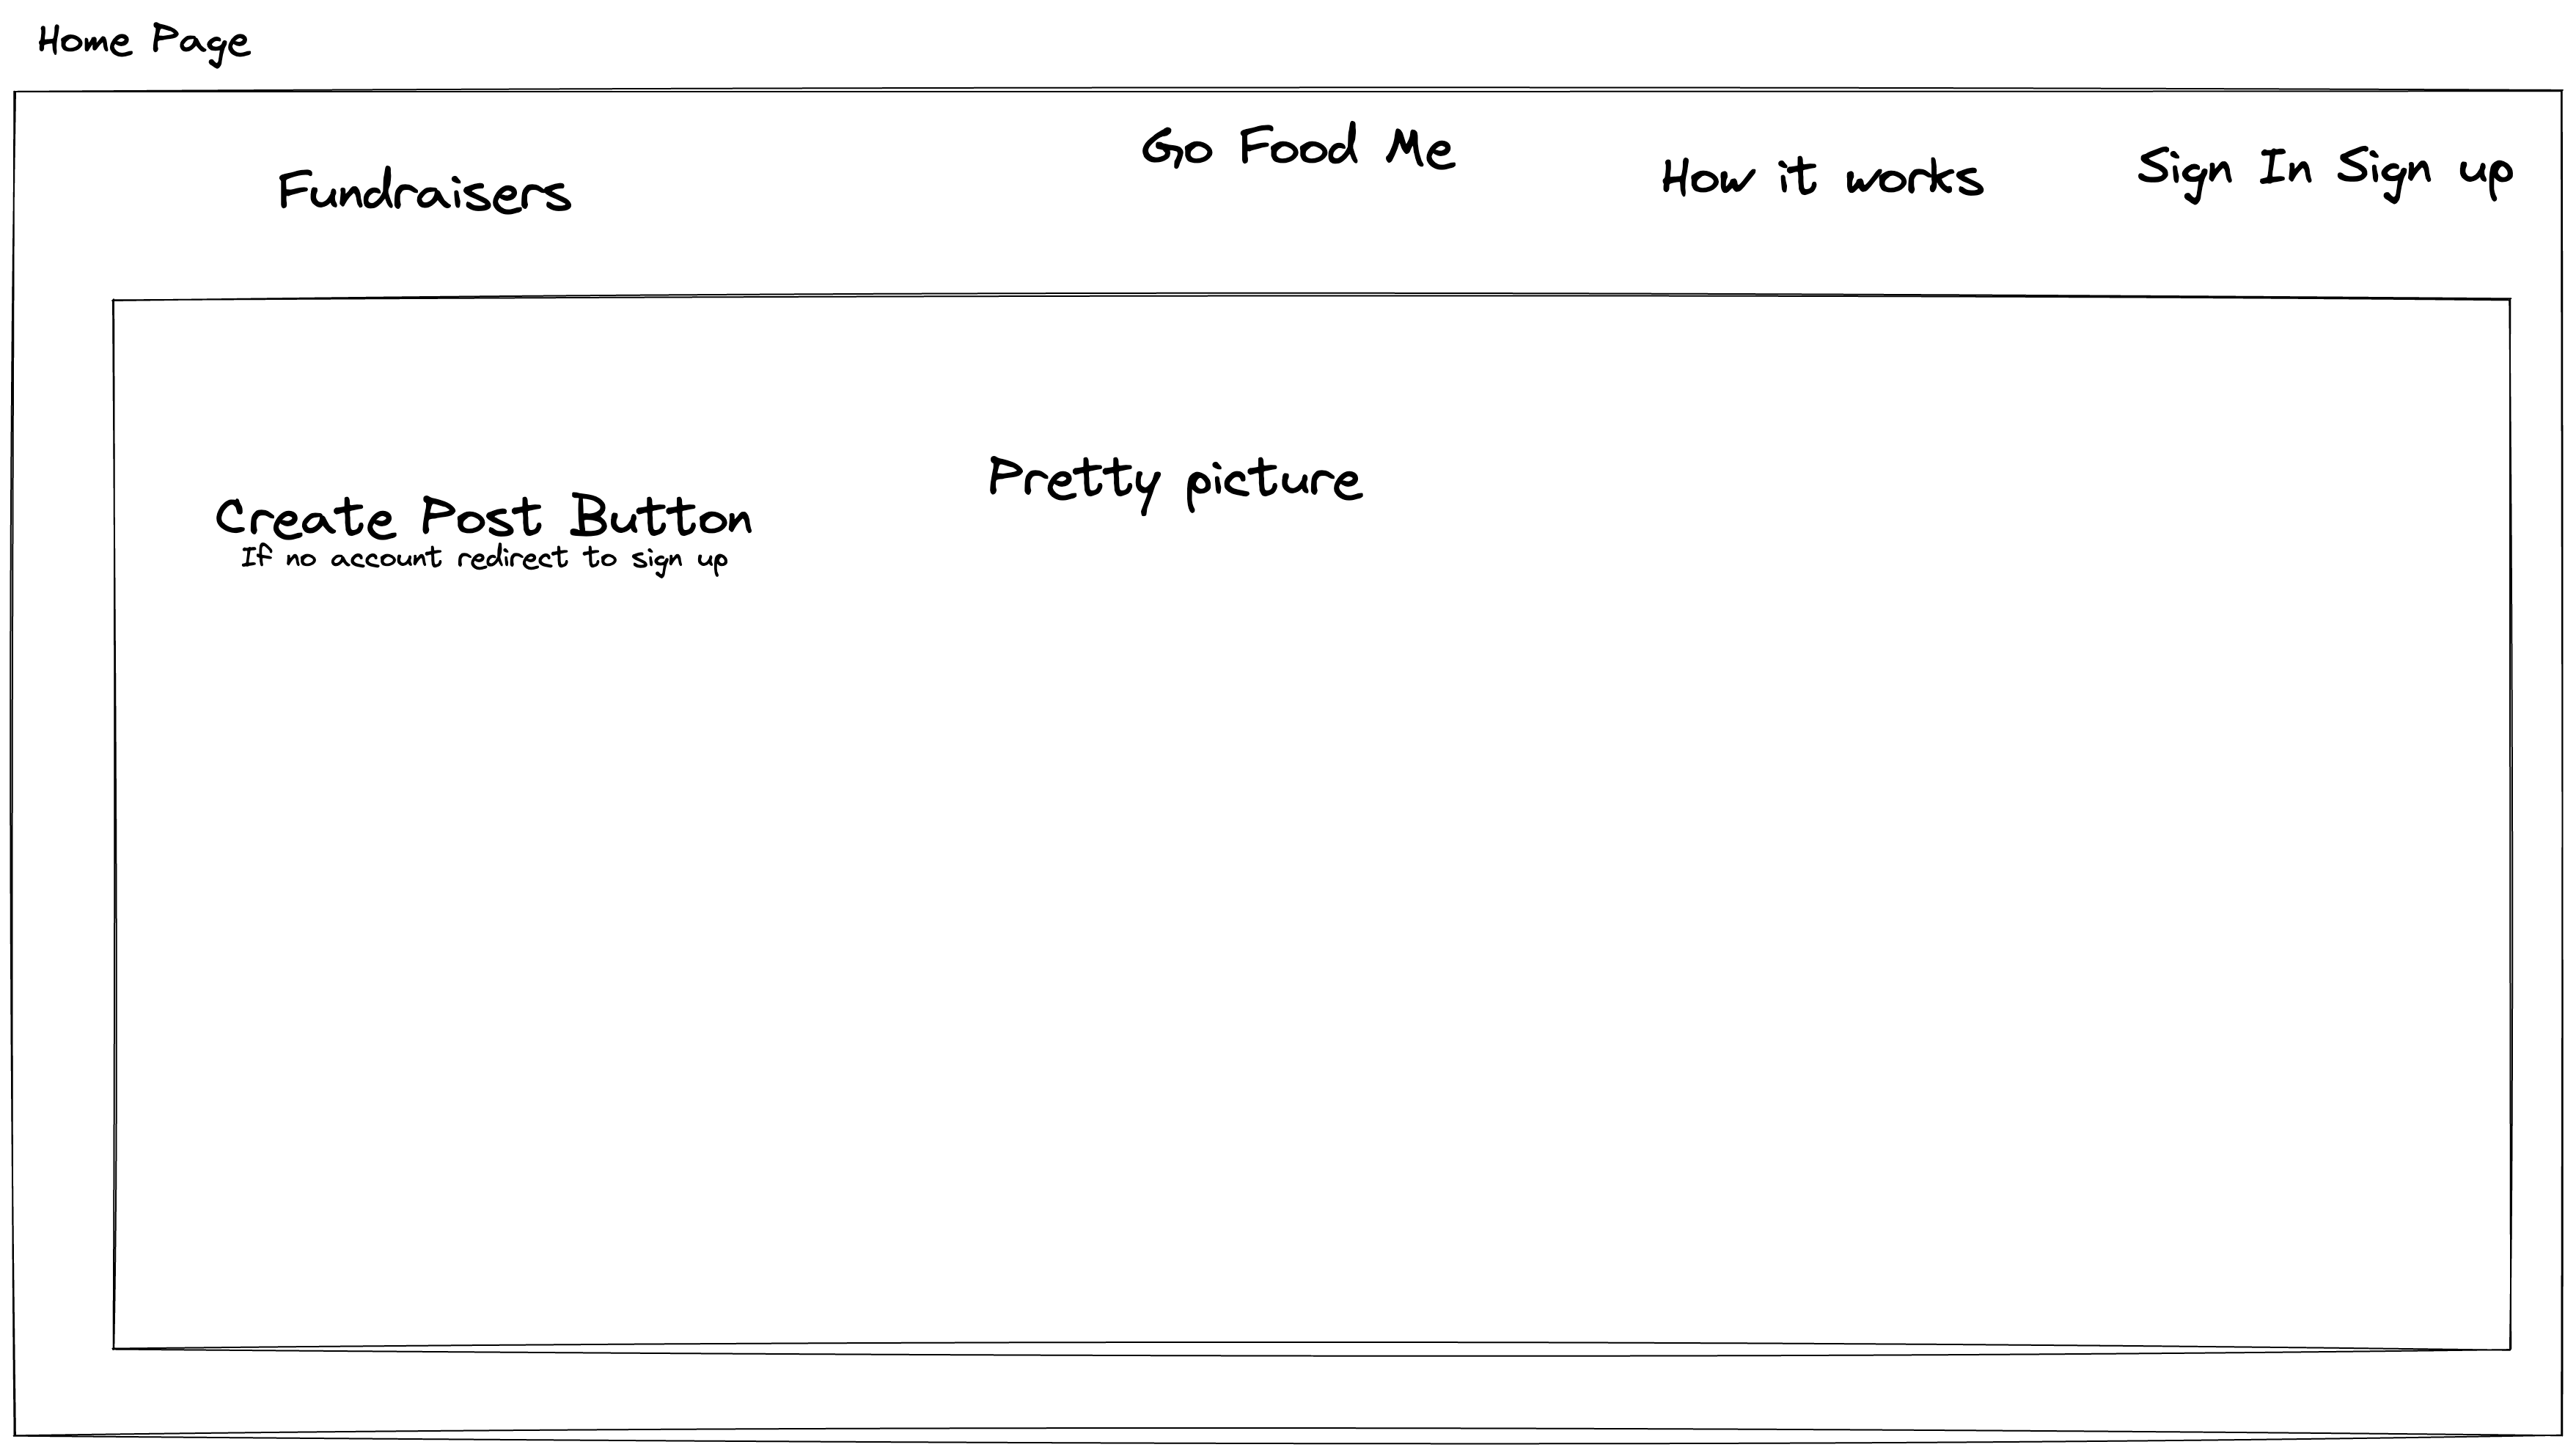 Home Page
Go Food Me
Fundraisers
How it works
Sign In Sign up
Pretty picture
Create Post Button
If no account redirect to sign up